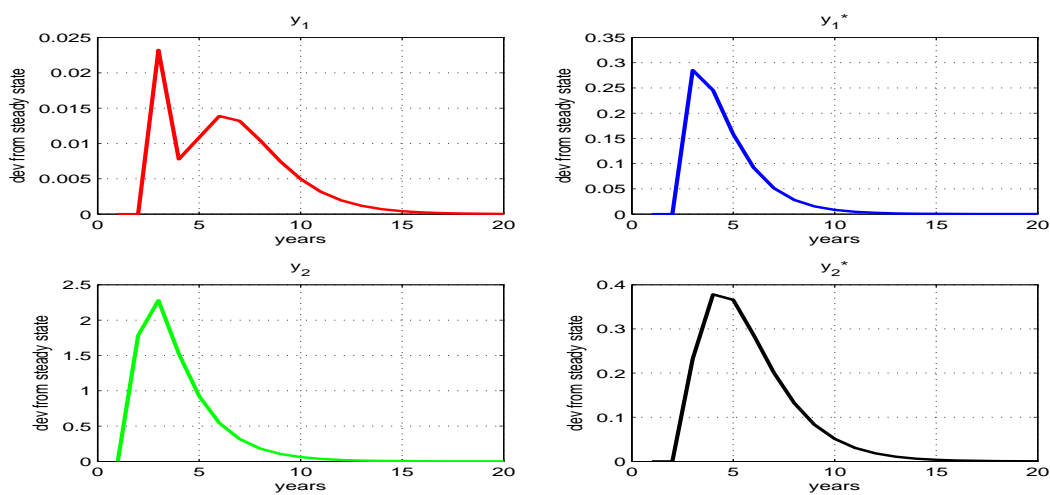 y₁
dev from steady state
0.025
0.02
0.015
0.01
0.005
0
0 5 10 15 20
years
y₁*
dev from steady state
0.35
0.3
0.25
0.2
0.15
0.1
0.05
0
0 5 10 15 20
years
y₂
dev from steady state
2.5
2
1.5
1
0.5
0
0 5 10 15 20
years
y₂*
dev from steady state
0.4
0.3
0.2
0.1
0
0 5 10 15 20
years